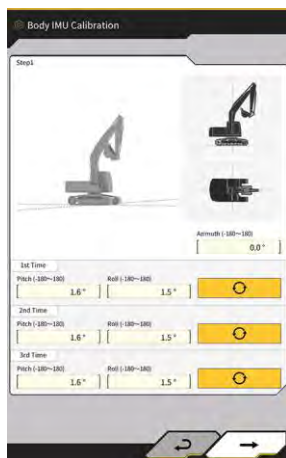 Body IMU Calibration
Step1
Azimuth (-180~180)
0.0 °
1st Time
Pitch (-180~180) Roll (-180~180)
1.6 ° 1.5 °
2nd Time
Pitch (-180~180) Roll (-180~180)
1.6 ° 1.5 °
3rd Time
Pitch (-180~180) Roll (-180~180)
1.6 ° 1.5 °